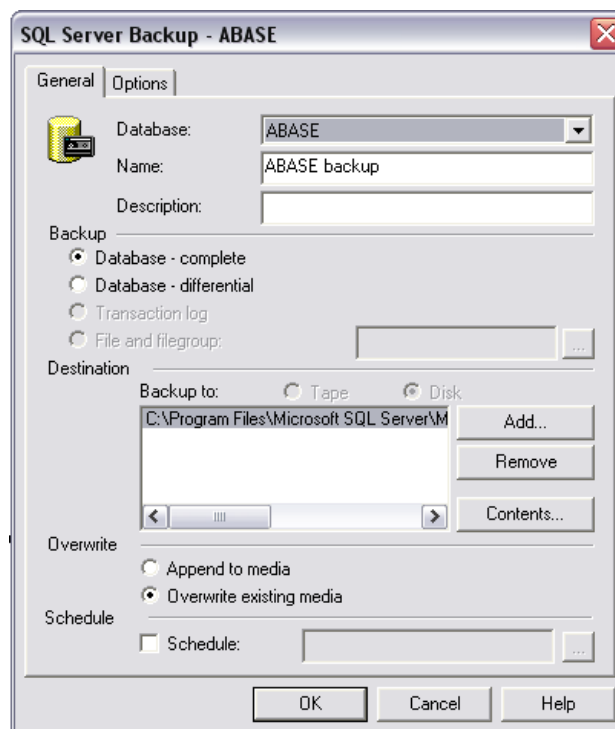 SQL Server Backup - ABASE
General Options
Database: ABASE
Name: ABASE backup
Description:
Backup
Database - complete
Database - differential
Transaction log
File and filegroup: ...
Destination
Backup to: Tape Disk
C:\Program Files\Microsoft SQL Server\M
Add...
Remove
Contents...
Overwrite
Append to media
Overwrite existing media
Schedule
Schedule: ...
OK Cancel Help